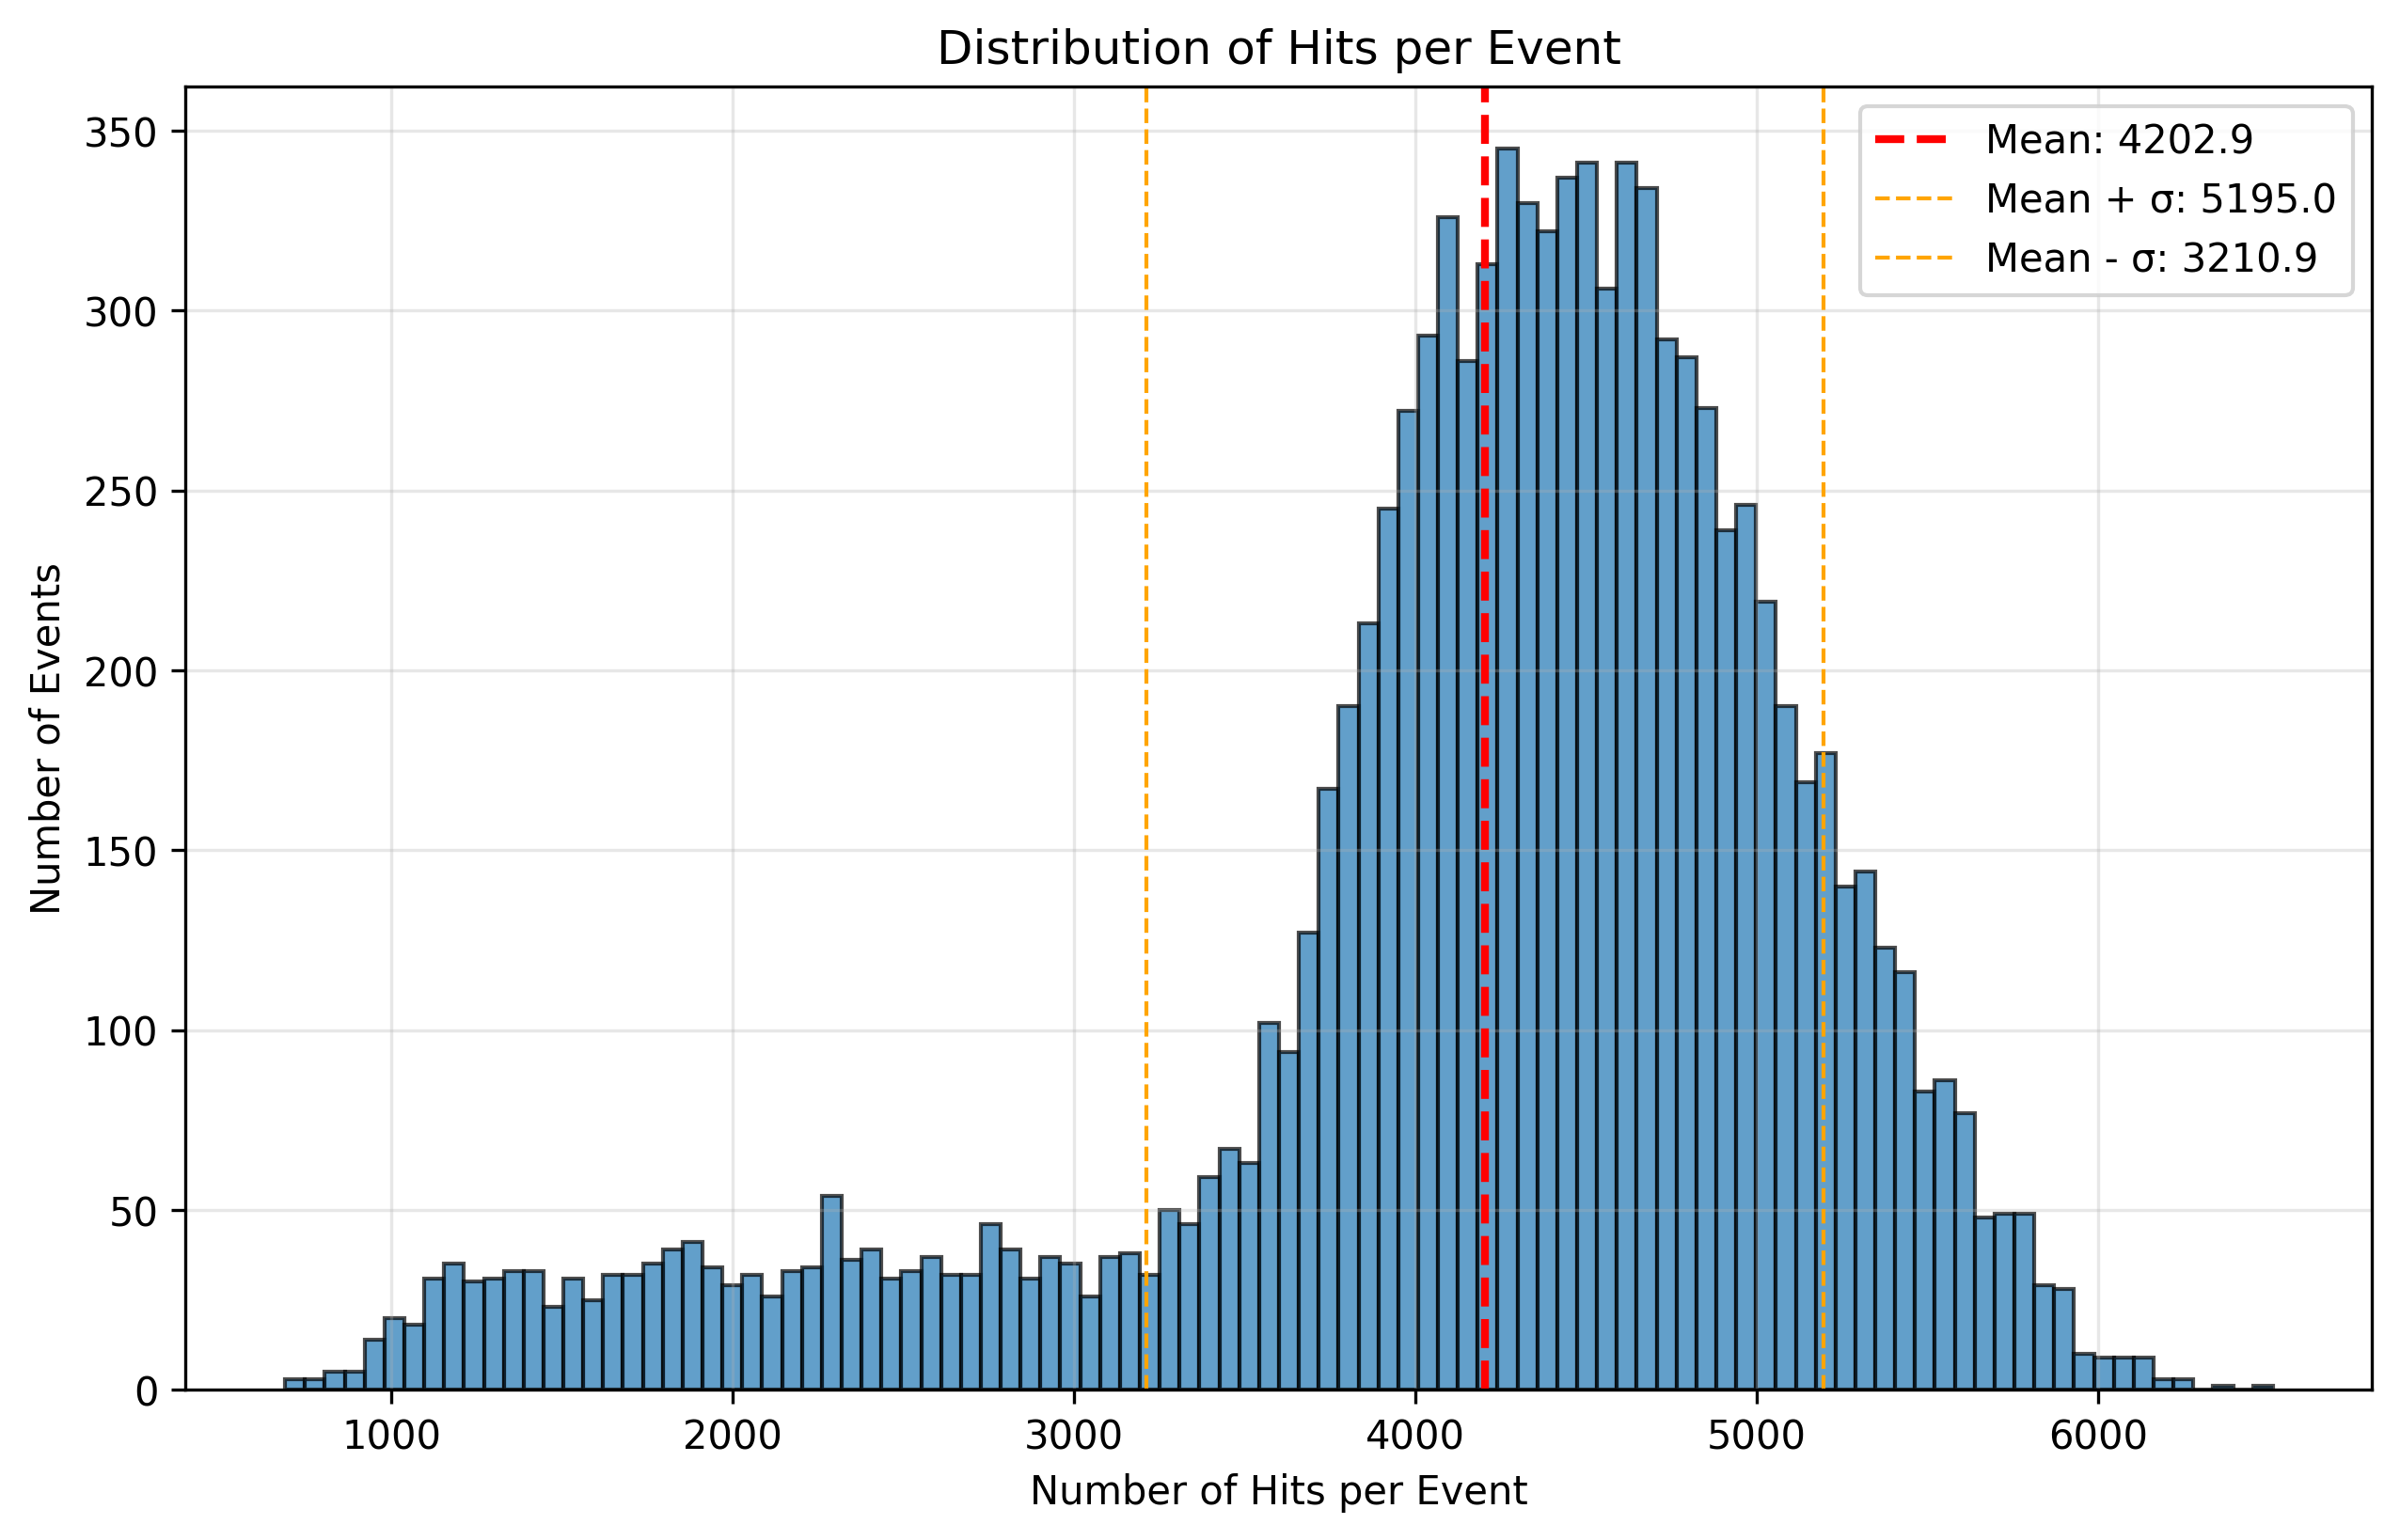 Distribution of Hits per Event
Mean: 4202.9
Mean + σ: 5195.0
Mean - σ: 3210.9
Number of Events
350
300
250
200
150
100
50
0
1000 2000 3000 4000 5000 6000
Number of Hits per Event